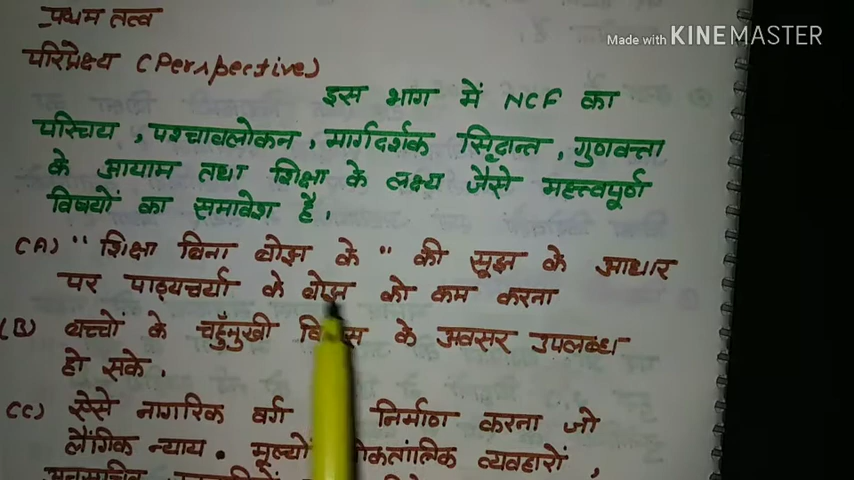 प्रथम तत्व
Made with KINEMASTER
परिप्रेक्ष्य (Perspective)
इस भाग में NCF का
परिचय, पश्चावलोकन, मार्गदर्शक सिद्धान्त, गुणवत्ता
के आयाम तथा शिक्षा के लक्ष्य जैसे महत्त्वपूर्ण
विषयों का समावेश है.
(A) " शिक्षा बिना बोझ के " की सूझ के आधार
पर पाठ्यचर्या के बोझ को कम करना
(B) बच्चों के चहुँमुखी के अवसर उपलब्ध
हो सके.
(C) ऐसे नागरिक वर्ग निर्माण करना जो
लैंगिक न्याय. मूल्यों व्यवहारों,